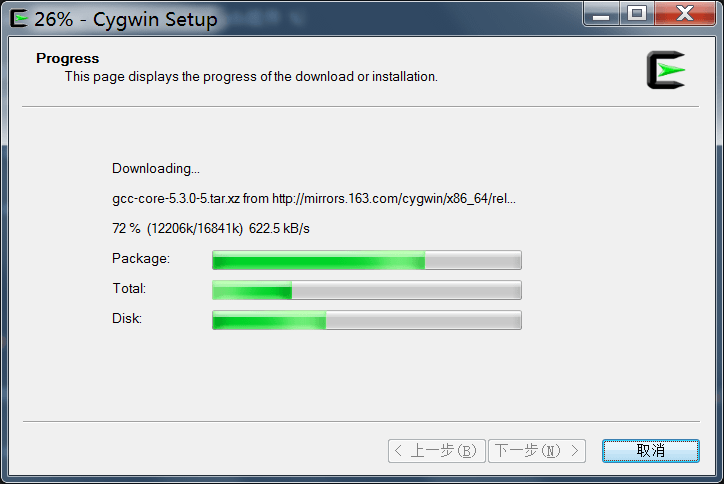 26% - Cygwin Setup
Progress
This page displays the progress of the download or installation.
Downloading...
gcc-core-5.3.0-5.tar.xz from http://mirrors.163.com/cygwin/x86_64/rel...
72 % (12206k/16841k) 622.5 kB/s
Package:
Total:
Disk:
< 上一步(B) 下一步(N) > 取消